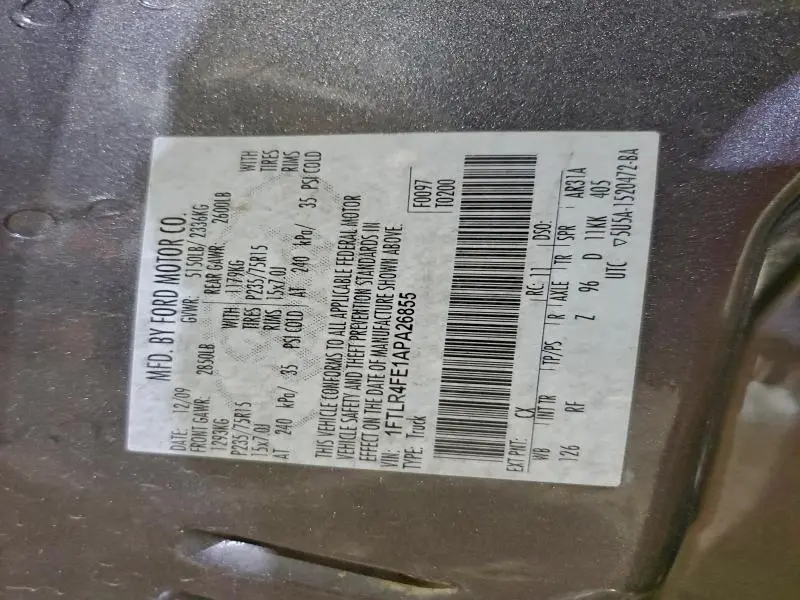 MFD. BY FORD MOTOR CO.
DATE: 12/09 GVWR: 5150LB/ 2336KG
FRONT GAWR: 2850LB REAR GAWR: 2600LB
1293KG WITH 1179KG WITH
P235/75R15 TIRES P235/75R15 TIRES
15x7.0J RIMS 15x7.0J RIMS
AT 240 kPa/ 35 PSI COLD AT 240 kPa/ 35 PSI COLD
THIS VEHICLE CONFORMS TO ALL APPLICABLE FEDERAL MOTOR
VEHICLE SAFETY AND THEFT PREVENTION STANDARDS IN
EFFECT ON THE DATE OF MANUFACTURE SHOWN ABOVE.
VIN: 1FTLR4FE1APA26855
TYPE: Truck
F0097
T0200
EXT PNT: CX RC: 11 DSO:
WB INT TR TP/PS R AXLE TR SPR AR31A
126 RF Z 96 D 11KK 405
UTC ▽5U5A-1520472-BA